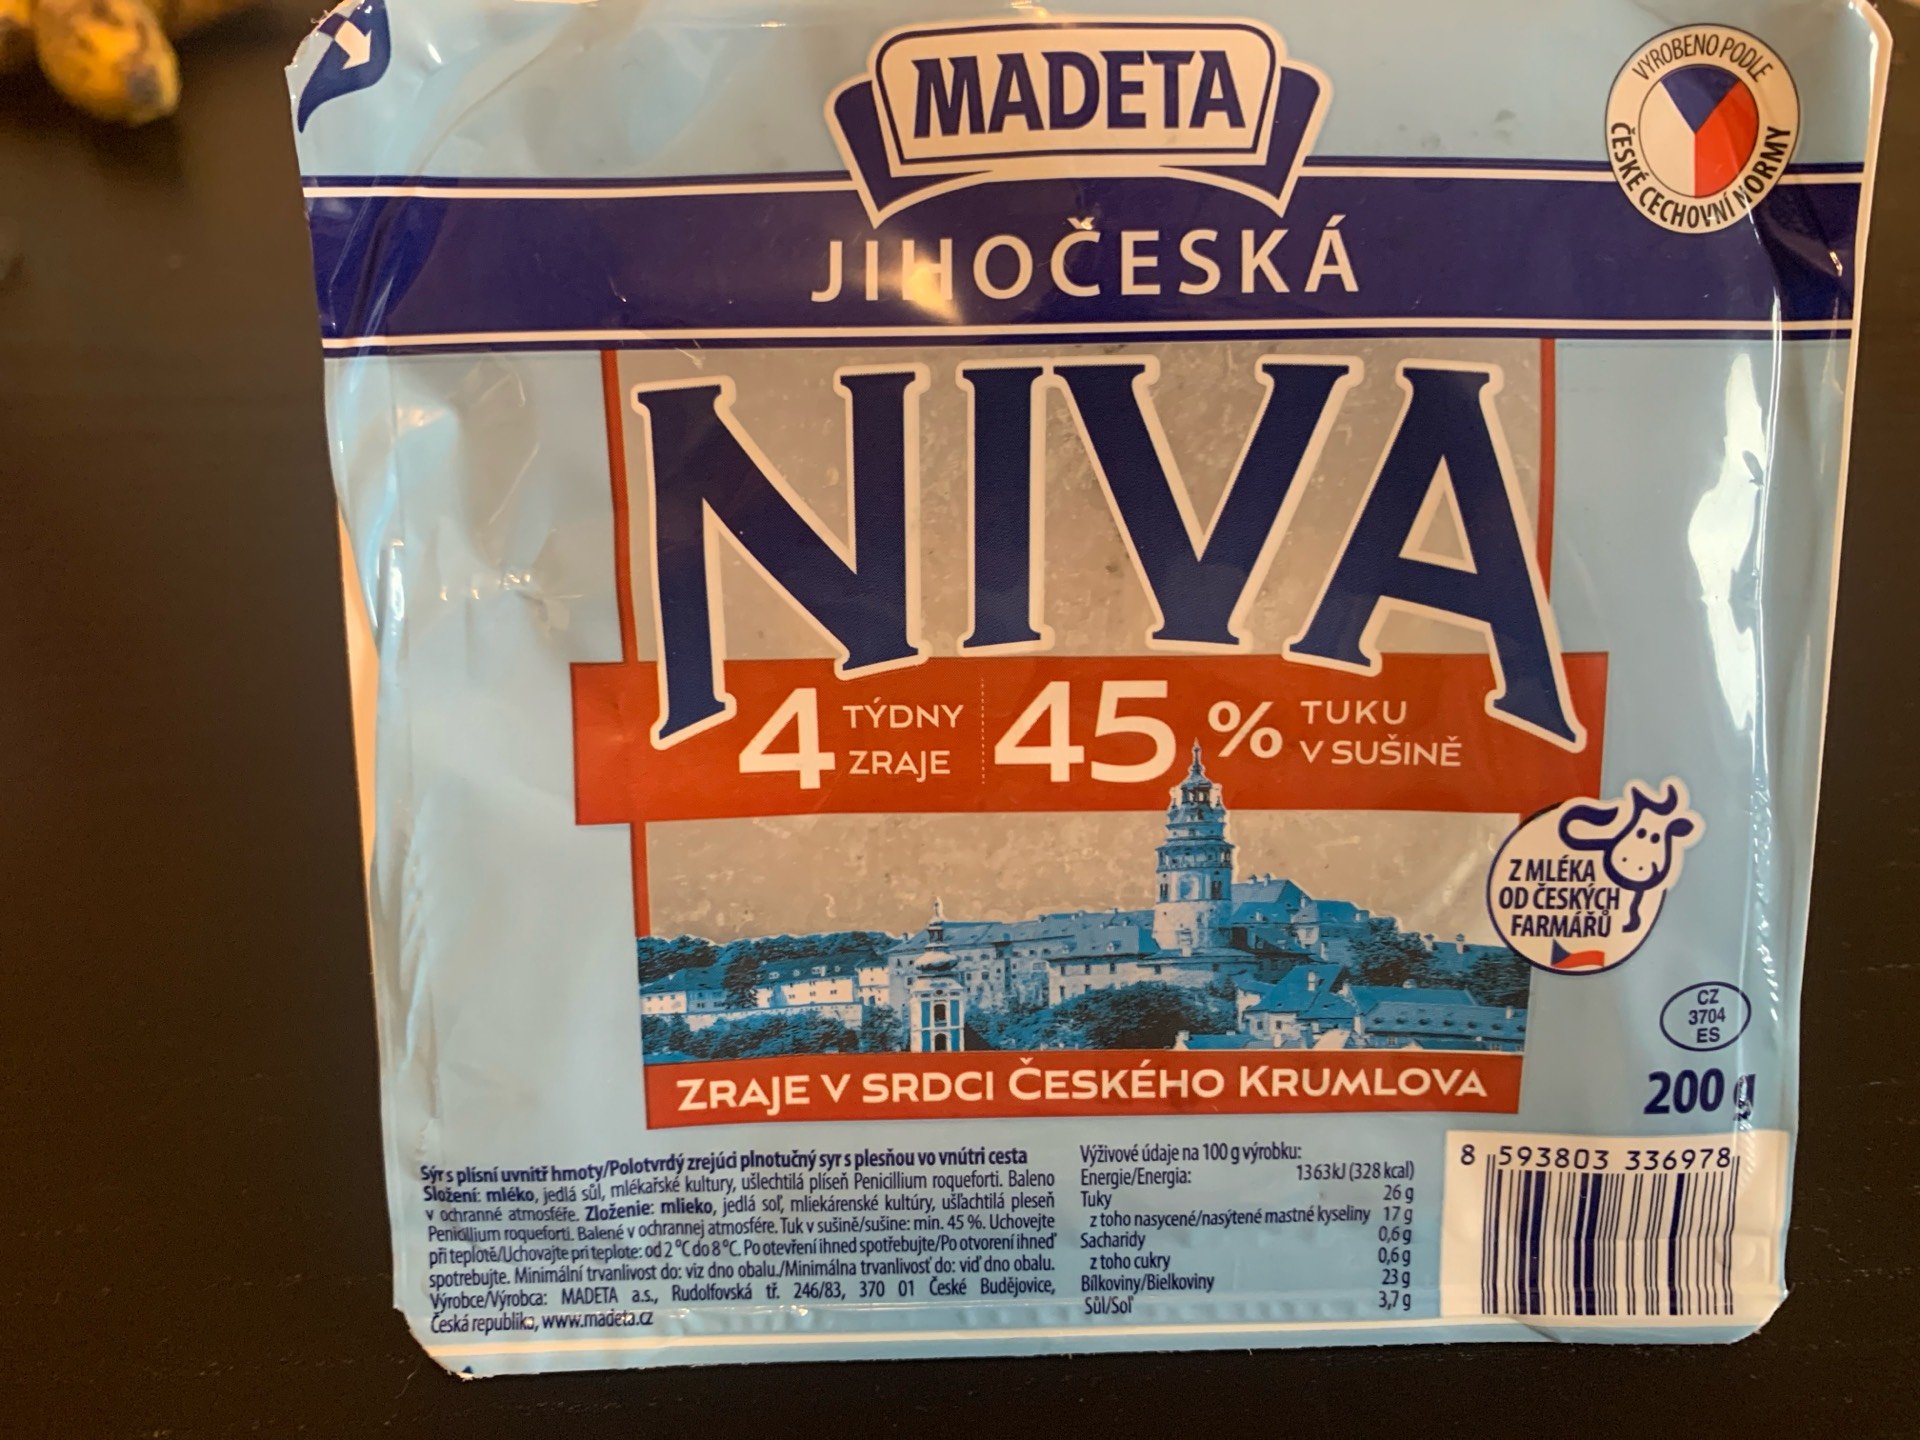 MADETA
VYROBENO PODLE
ČESKÉ CECHOVNÍ NORMY
JIHOČESKÁ
NIVA
4 TÝDNY ZRAJE
45 % TUKU V SUŠINĚ
Z MLÉKA
OD ČESKÝCH
FARMÁŘŮ
CZ
3704
ES
200 g
ZRAJE V SRDCI ČESKÉHO KRUMLOVA
Sýr s plísní uvnitř hmoty/Polotvrdý zrejúci plnotučný syr s plesňou vo vnútri cesta
Složení: mléko, jedlá sůl, mlékařské kultury, ušlechtilá plíseň Penicillium roqueforti. Baleno
v ochranné atmosféře. Zloženie: mlieko, jedlá soľ, mliekárenské kultúry, ušľachtilá pleseň
Penicillium roqueforti. Balené v ochrannej atmosfére. Tuk v sušině/sušine: min. 45 %. Uchovejte
při teplotě/Uchovajte pri teplote: od 2 °C do 8 °C. Po otevření ihned spotřebujte/Po otvorení ihneď
spotrebujte. Minimální trvanlivost do: viz dno obalu./Minimálna trvanlivosť do: viď dno obalu.
Výrobce/Výrobca: MADETA a.s., Rudolfovská tř. 246/83, 370 01 České Budějovice,
Česká republika, www.madeta.cz
Výživové údaje na 100 g výrobku:
Energie/Energia: 1363kJ (328 kcal)
Tuky 26 g
z toho nasycené/nasýtené mastné kyseliny 17 g
Sacharidy 0,6 g
z toho cukry 0,6 g
Bílkoviny/Bielkoviny 23 g
Sůl/Soľ 3,7 g
8 593803 336978